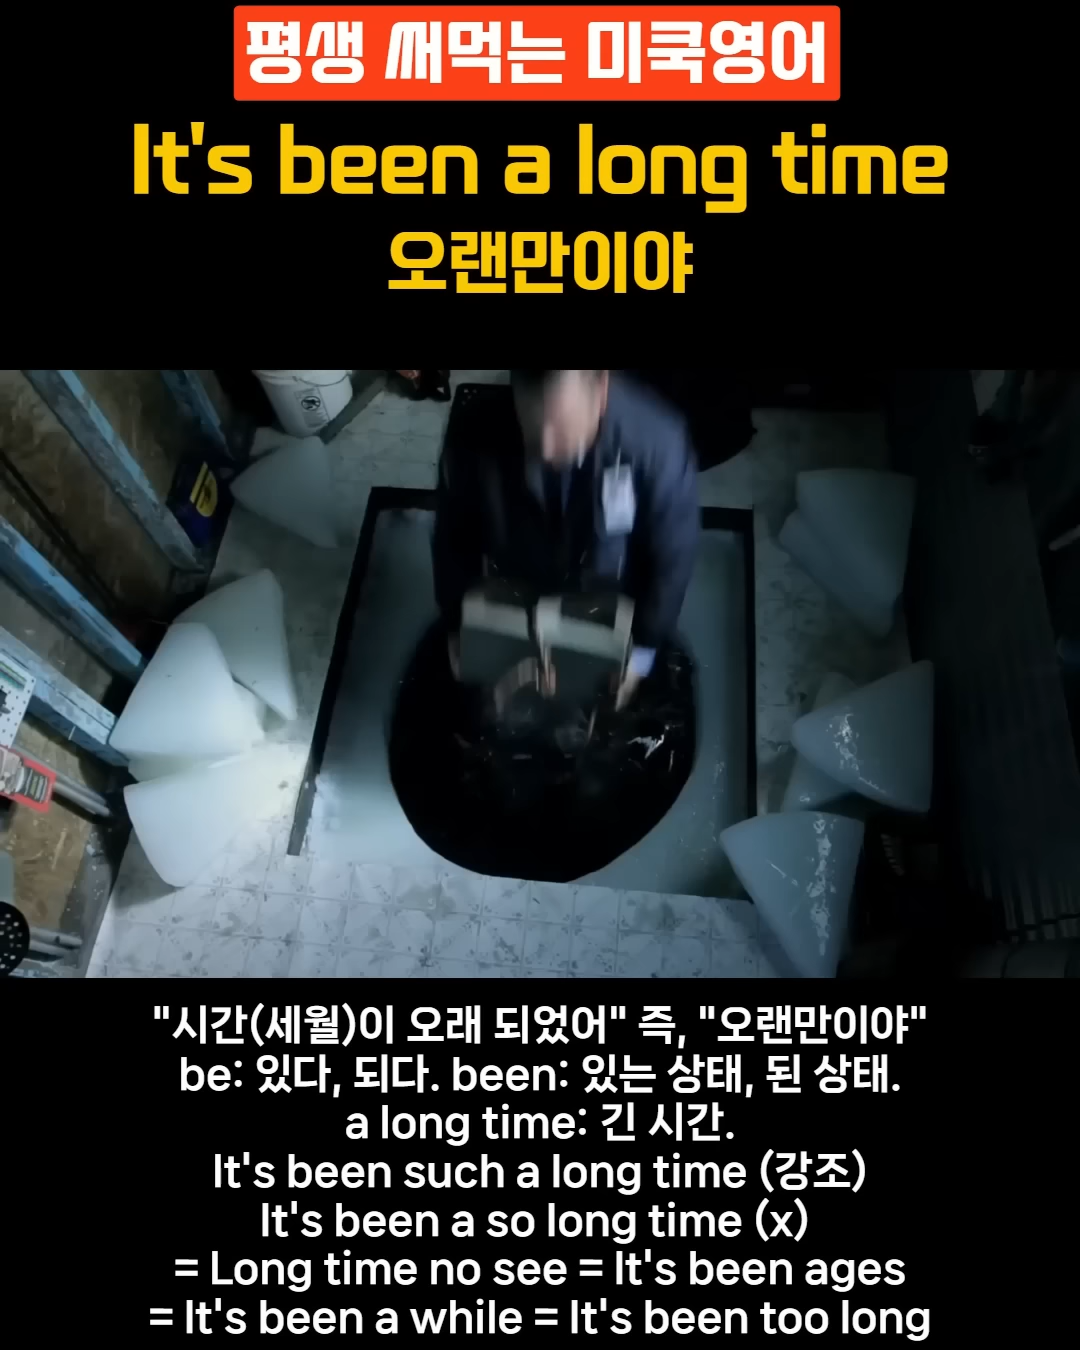 평생 써먹는 미쿡영어
It's been a long time
오랜만이야
"시간(세월)이 오래 되었어" 즉, "오랜만이야"
be: 있다, 되다. been: 있는 상태, 된 상태.
a long time: 긴 시간.
It's been such a long time (강조)
It's been a so long time (x)
= Long time no see = It's been ages
= It's been a while = It's been too long